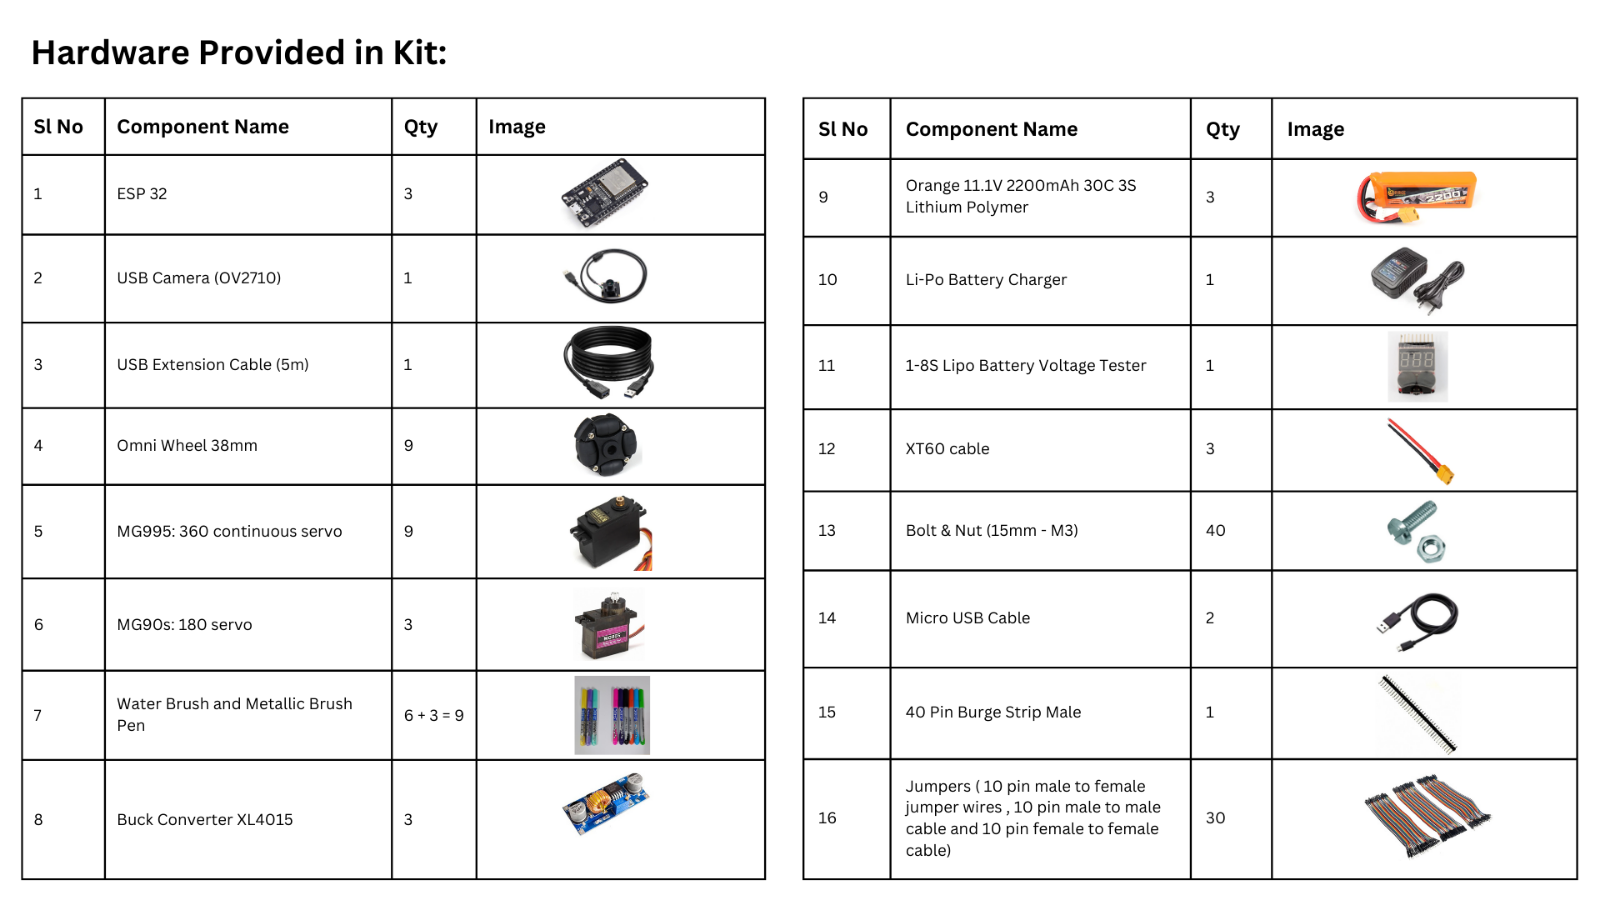 Hardware Provided in Kit:
Sl No Component Name Qty Image
1 ESP 32 3
2 USB Camera (OV2710) 1
3 USB Extension Cable (5m) 1
4 Omni Wheel 38mm 9
5 MG995: 360 continuous servo 9
6 MG90s: 180 servo 3
7 Water Brush and Metallic Brush
Pen 6 + 3 = 9
8 Buck Converter XL4015 3
Sl No Component Name Qty Image
9 Orange 11.1V 2200mAh 30C 3S
Lithium Polymer 3
10 Li-Po Battery Charger 1
11 1-8S Lipo Battery Voltage Tester 1
12 XT60 cable 3
13 Bolt & Nut (15mm - M3) 40
14 Micro USB Cable 2
15 40 Pin Burge Strip Male 1
16 Jumpers ( 10 pin male to female
jumper wires , 10 pin male to male
cable and 10 pin female to female
cable) 30